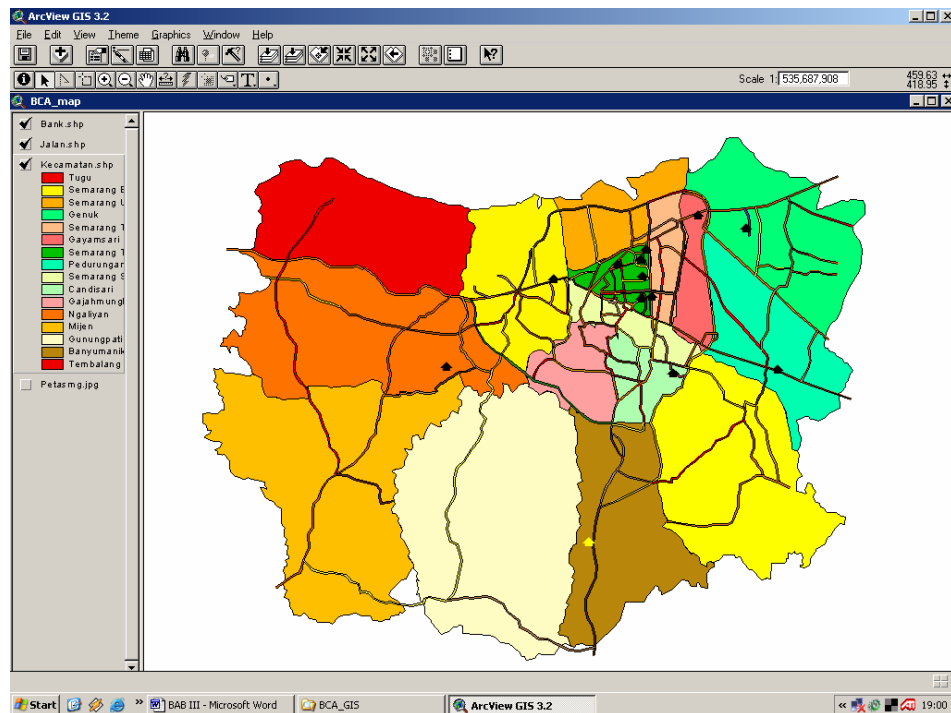 ArcView GIS 3.2
File Edit View Theme Graphics Window Help
Scale 1: 535,687,908
459.63
418.95
BCA_map
Bank.shp
Jalan.shp
Kecamatan.shp
Tugu
Semarang B
Semarang U
Genuk
Semarang T
Gayamsari
Semarang T
Pedurungan
Semarang S
Candisari
Gajahmung
Ngaliyan
Mijen
Gunungpati
Banyumanik
Tembalang
Petasmg.jpg
Start » BAB III - Microsoft Word BCA_GIS ArcView GIS 3.2 « 19:08